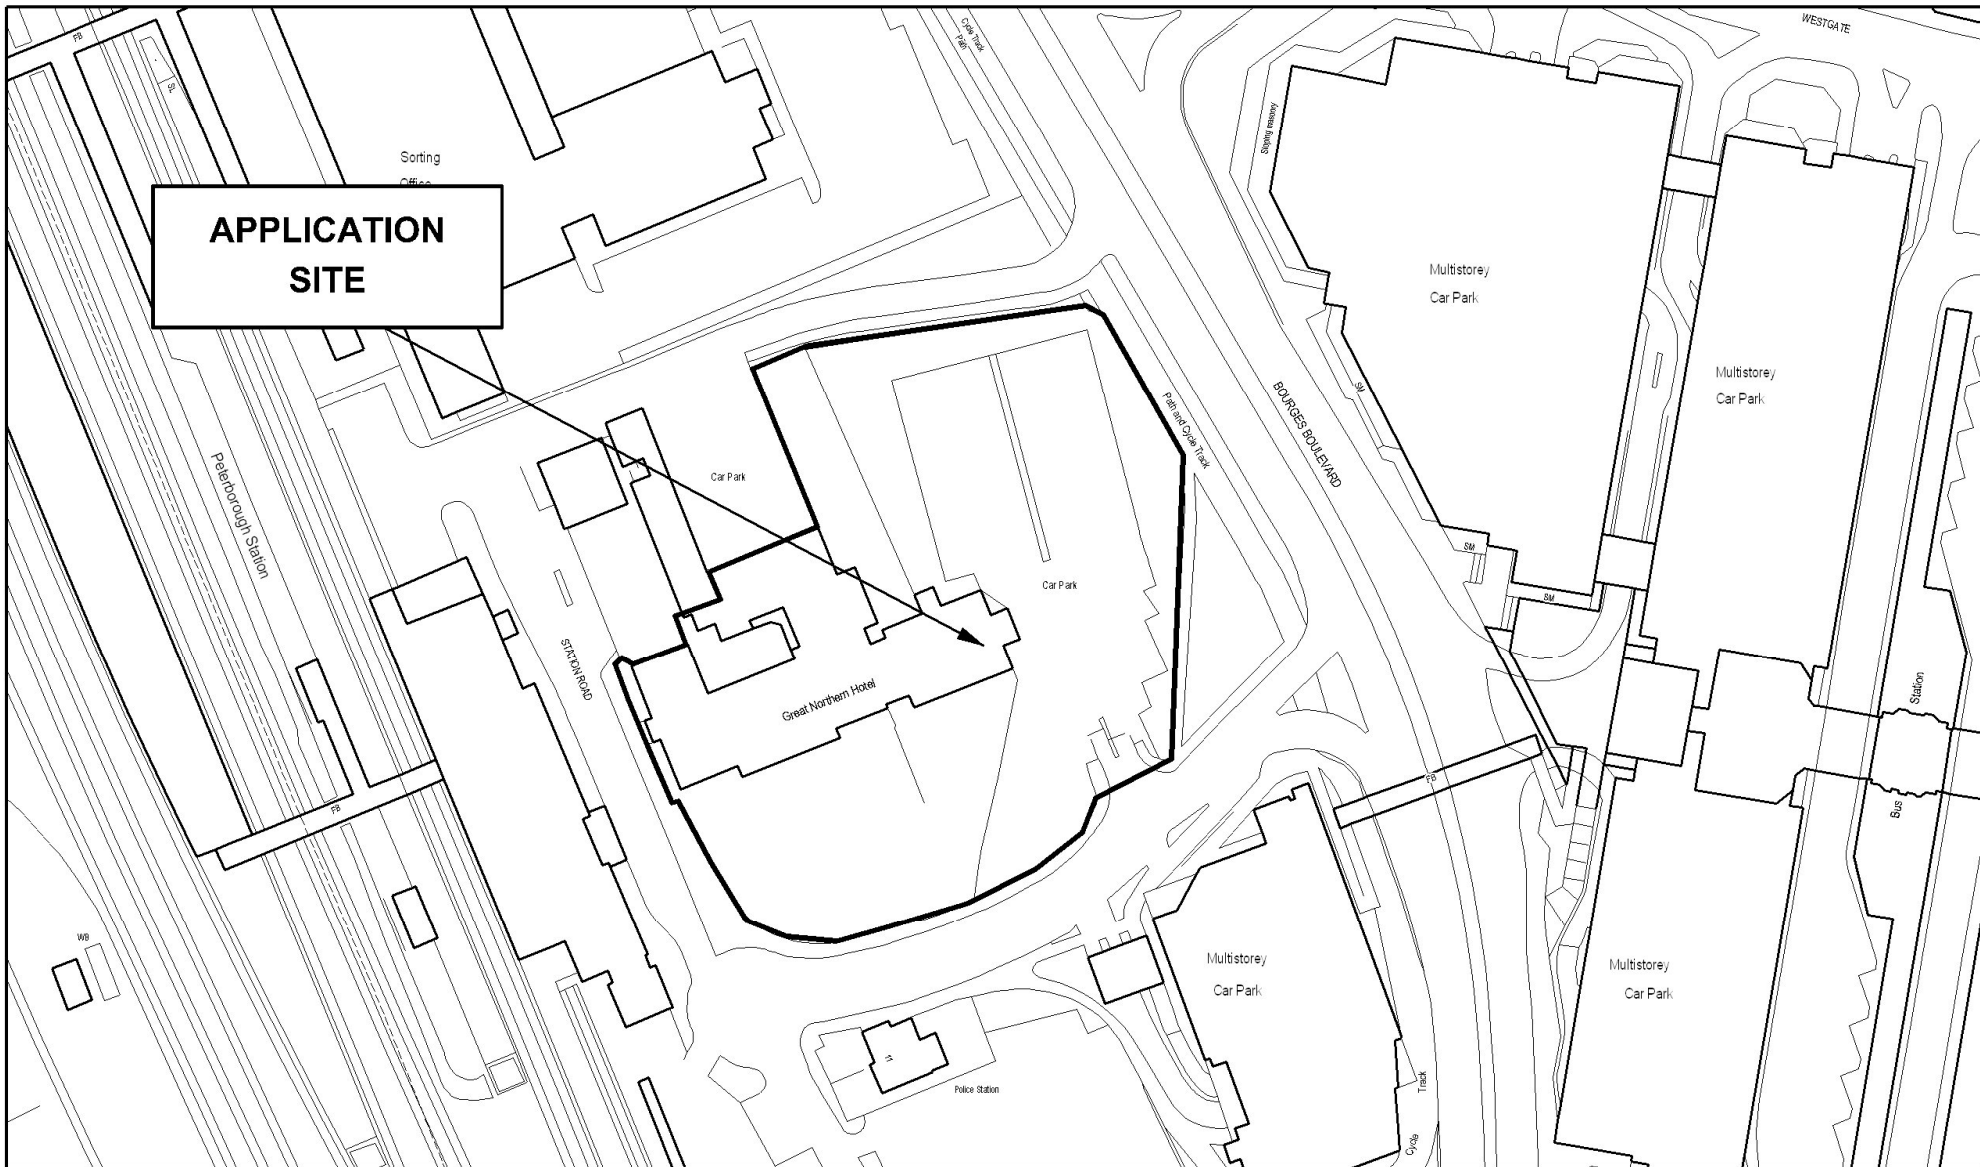 FB
Cycle Track
Path
WESTGATE
SL
Sorting
Office
Sloping masonry
APPLICATION
SITE
Multistorey
Car Park
Multistorey
Car Park
SM
BOURGES BOULEVARD
Path and Cycle Track
Peterborough Station
Car Park
SM
Car Park
SM
STATION ROAD
Great Northern Hotel
Station
Bus
FB
FB
WB
Multistorey
Car Park
Multistorey
Car Park
11
Police Station
Track
Cycle